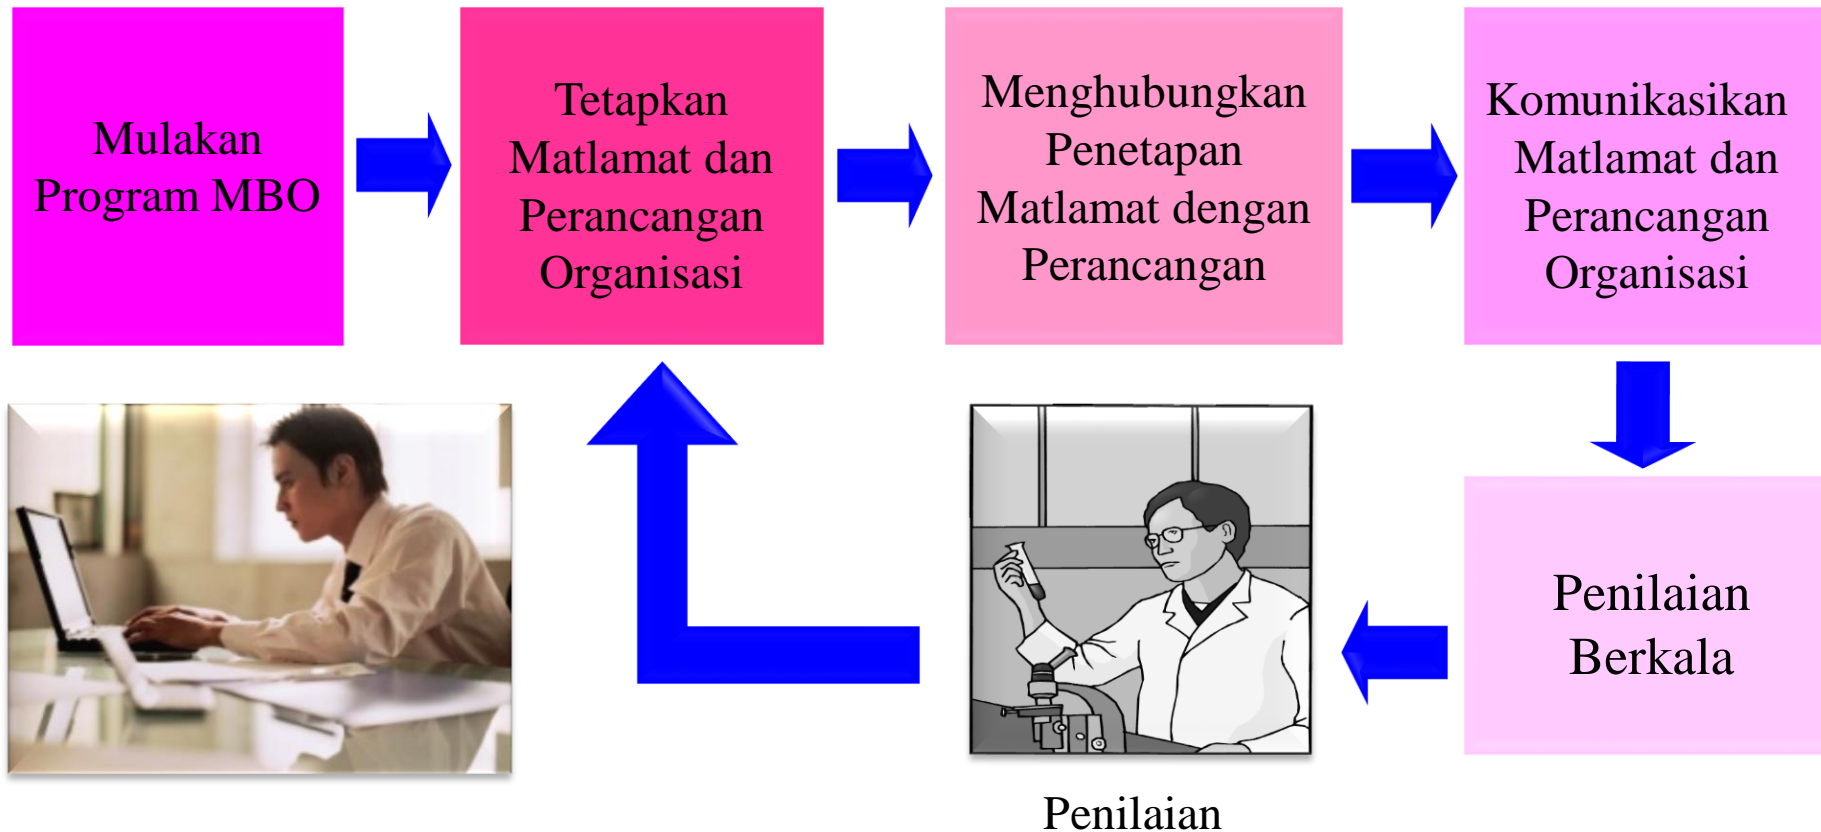 Mulakan
Program MBO
Tetapkan
Matlamat dan
Perancangan
Organisasi
Menghubungkan
Penetapan
Matlamat dengan
Perancangan
Komunikasikan
Matlamat dan
Perancangan
Organisasi
Penilaian
Berkala
Penilaian